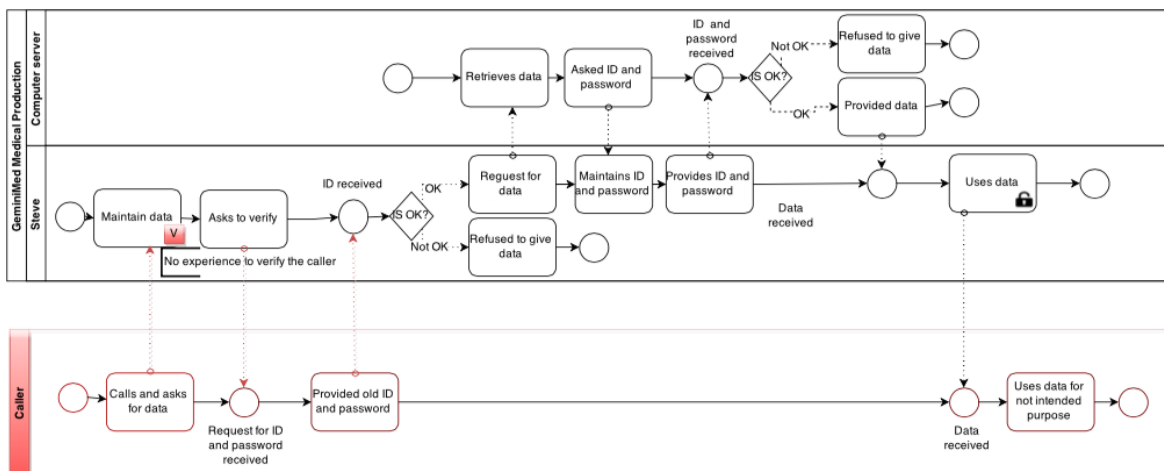 GeminiMed Medical Production
Computer server
Retrieves data
Asked ID and
password
ID and
password
received
IS OK?
Not OK
OK
Refused to give
data
Provided data
Steve
Maintain data
V
No experience to verify the caller
Asks to verify
ID received
IS OK?
OK
Not OK
Request for
data
Refused to give
data
Maintains ID
and password
Provides ID and
password
Data
received
Uses data
Caller
Calls and asks
for data
Request for ID
and password
received
Provided old ID
and password
Data
received
Uses data for
not intended
purpose